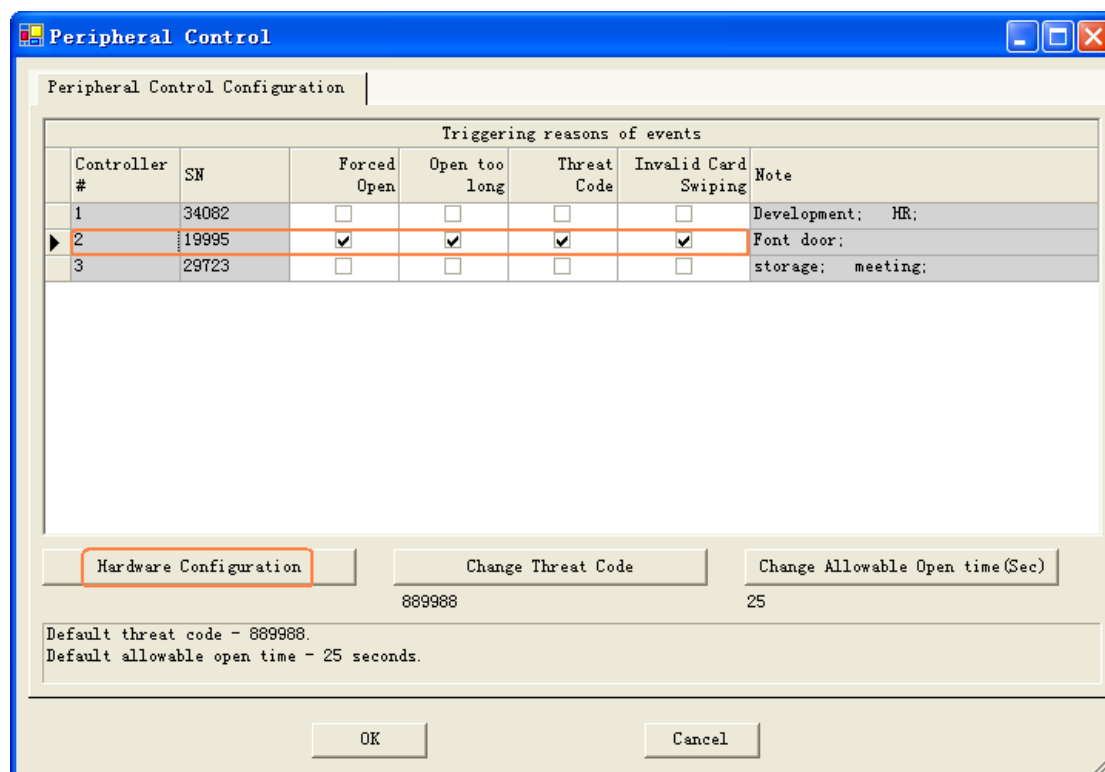 Peripheral Control
Peripheral Control Configuration
Triggering reasons of events
Controller # SN Forced Open Open too long Threat Code Invalid Card Swiping Note
1 34082 Development; HR;
2 19995 Font door;
3 29723 storage; meeting;
Hardware Configuration Change Threat Code Change Allowable Open time(Sec)
889988 25
Default threat code - 889988.
Default allowable open time - 25 seconds.
OK Cancel